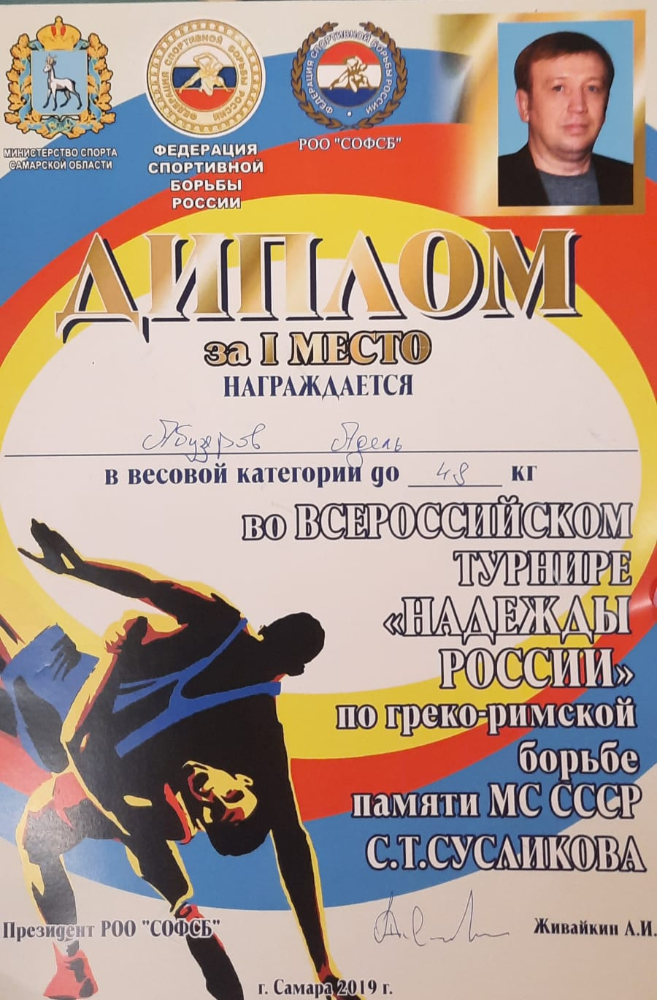 МИНИСТЕРСТВО СПОРТА
САМАРСКОЙ ОБЛАСТИ
ФЕДЕРАЦИЯ СПОРТИВНОЙ БОРЬБЫ РОССИИ
ФЕДЕРАЦИЯ
СПОРТИВНОЙ
БОРЬБЫ
РОССИИ
ФЕДЕРАЦИЯ СПОРТИВНОЙ БОРЬБЫ РОССИИ
РОО "СОФСБ"
ДИПЛОМ
за I МЕСТО
НАГРАЖДАЕТСЯ
Абузеров Адель
в весовой категории до 48 кг
во ВСЕРОССИЙСКОМ
ТУРНИРЕ
«НАДЕЖДЫ
РОССИИ»
по греко-римской
борьбе
памяти МС СССР
С.Т.СУСЛИКОВА
Президент РОО "СОФСБ" Живайкин А.И.
г. Самара 2019 г.